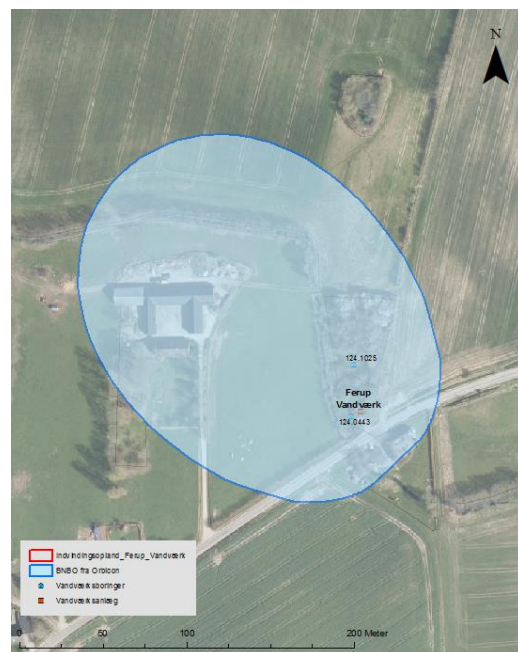 N
124.1025
Ferup
Vandværk
124.0443
Indvindingsopland_Ferup_Vandværk
BNBO fra Orbicon
Vandværksboringer
Vandværksanlæg
0 50 100 200 Meter